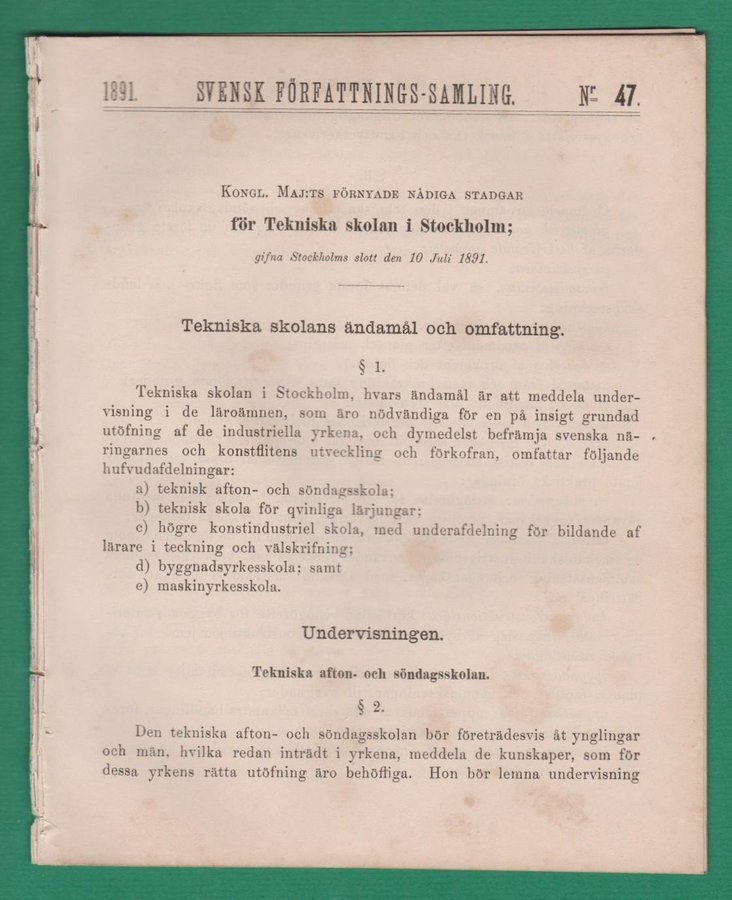 1891. SVENSK FÖRFATTNINGS-SAMLING. Nr 47.
KONGL. MAJ:TS FÖRNYADE NÅDIGA STADGAR
för Tekniska skolan i Stockholm;
gifna Stockholms slott den 10 Juli 1891.
Tekniska skolans ändamål och omfattning.
§ 1.
Tekniska skolan i Stockholm, hvars ändamål är att meddela under-
visning i de läroämnen, som äro nödvändiga för en på insigt grundad
utöfning af de industriella yrkena, och dymedelst befrämja svenska nä-
ringarnes och konstflitens utveckling och förkofran, omfattar följande
hufvudafdelningar:
a) teknisk afton- och söndagsskola;
b) teknisk skola för qvinliga lärjungar;
c) högre konstindustriel skola, med underafdelning för bildande af
lärare i teckning och välskrifning;
d) byggnadsyrkesskola; samt
e) maskinyrkesskola.
Undervisningen.
Tekniska afton- och söndagsskolan.
§ 2.
Den tekniska afton- och söndagsskolan bör företrädesvis åt ynglingar
och män, hvilka redan inträdt i yrkena, meddela de kunskaper, som för
dessa yrkens rätta utöfning äro behöfliga. Hon bör lemna undervisning